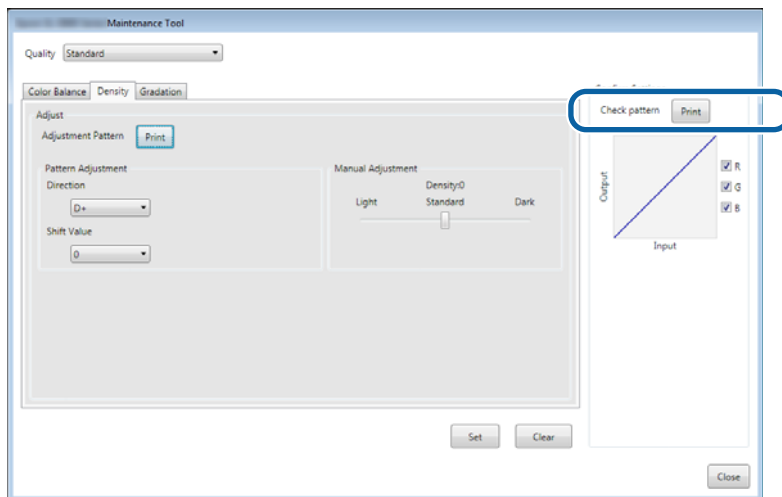 Maintenance Tool
Quality Standard
Color Balance Density Gradation
Adjust
Adjustment Pattern Print
Pattern Adjustment
Direction
D+
Shift Value
0
Manual Adjustment
Density:0
Light Standard Dark
Check pattern Print
Output
R
G
B
Input
Set Clear
Close